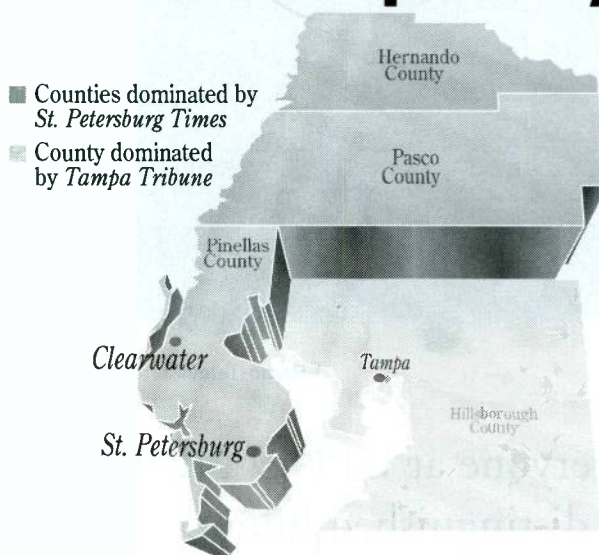 Hernando
County
Counties dominated by
St. Petersburg Times
County dominated
by Tampa Tribune
Pasco
County
Pinellas
County
Clearwater
Tampa
Hillsborough
County
St. Petersburg